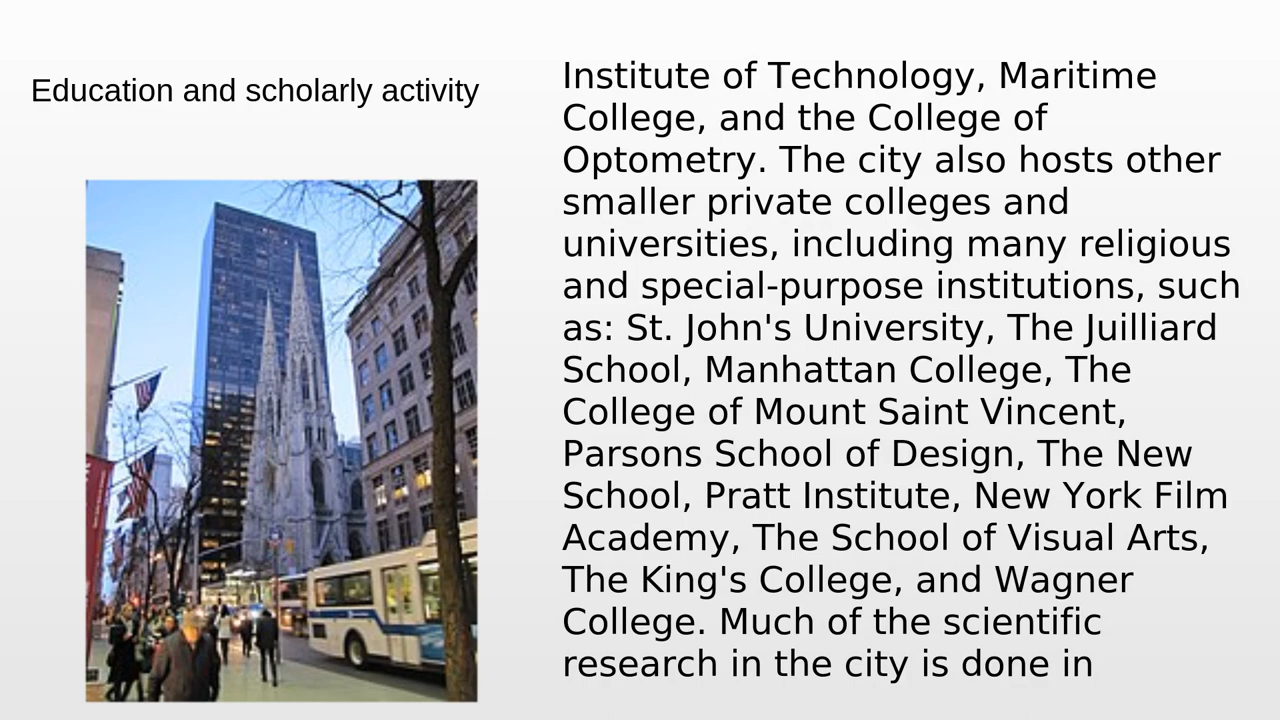 Education and scholarly activity
Institute of Technology, Maritime
College, and the College of
Optometry. The city also hosts other
smaller private colleges and
universities, including many religious
and special-purpose institutions, such
as: St. John's University, The Juilliard
School, Manhattan College, The
College of Mount Saint Vincent,
Parsons School of Design, The New
School, Pratt Institute, New York Film
Academy, The School of Visual Arts,
The King's College, and Wagner
College. Much of the scientific
research in the city is done in